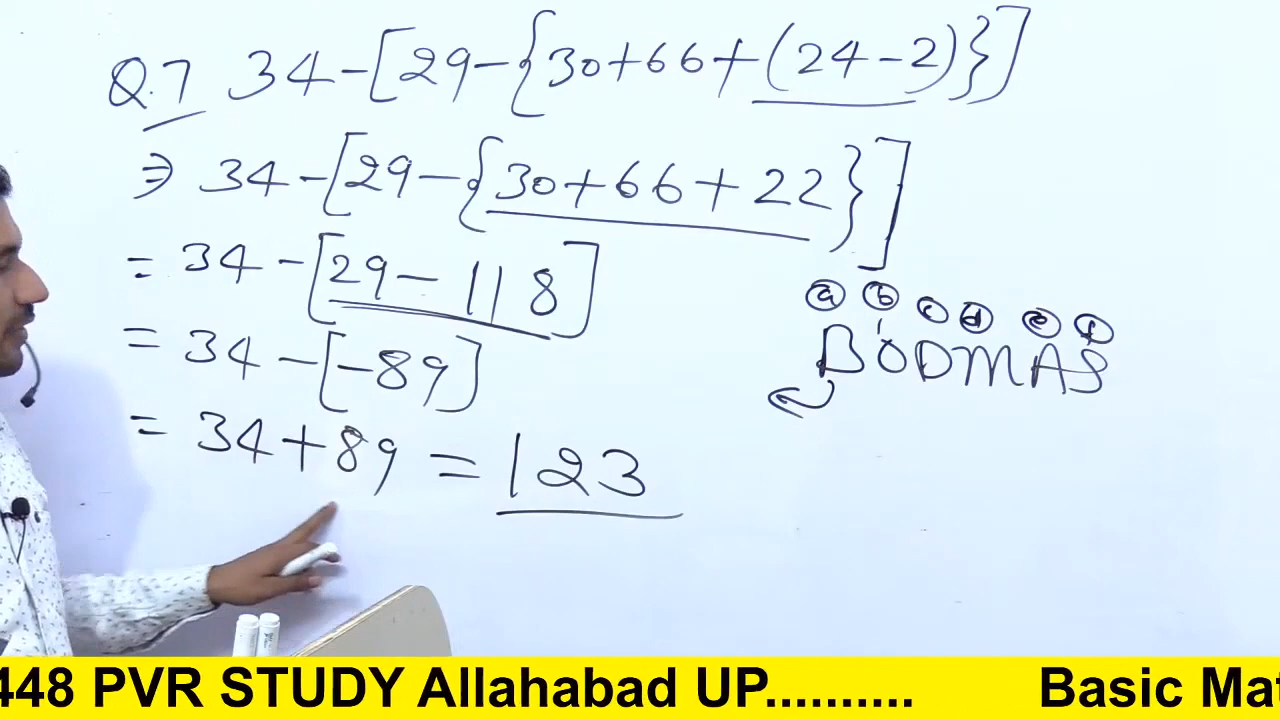 Q.7 34-[29-{30+66+(24-2)}]
⇒ 34-[29-{30+66+22}]
= 34-[29-118]
= 34-[-89]
= 34+89=123
a b c d e f
BODMAS
448 PVR STUDY Allahabad UP.......... Basic Mat